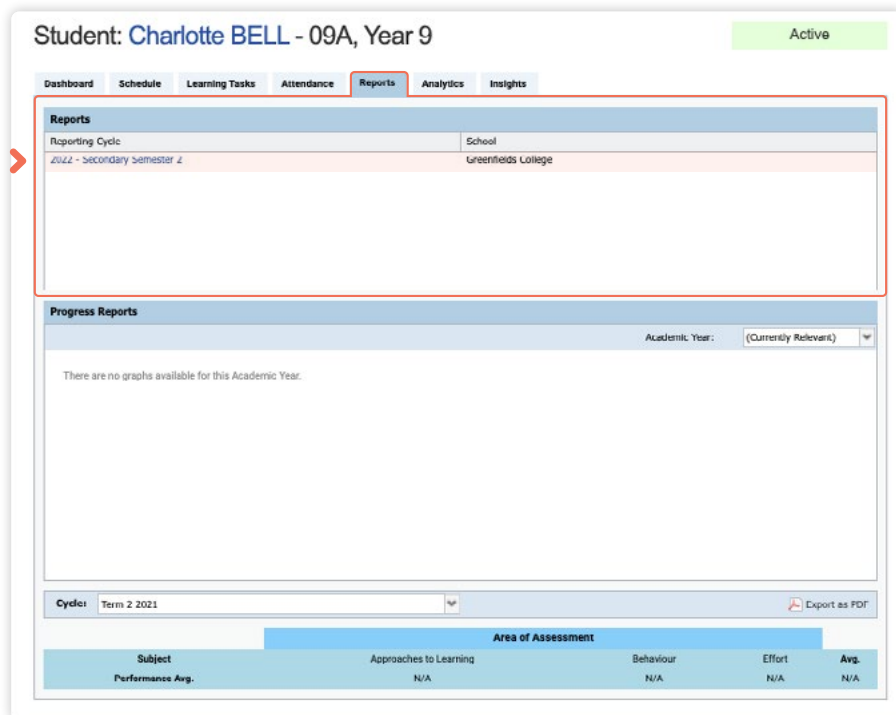 Student: Charlotte BELL - 09A, Year 9
Active
Dashboard Schedule Learning Tasks Attendance Reports Analytics Insights
Reports
Reporting Cycle School
2022 - Secondary Semester 2 Greenfields College
Progress Reports
Academic Year: (Currently Relevant)
There are no graphs available for this Academic Year.
Cycle: Term 2 2021 Export as PDF
Area of Assessment
Subject Approaches to Learning Behaviour Effort Avg.
Performance Avg. N/A N/A N/A N/A